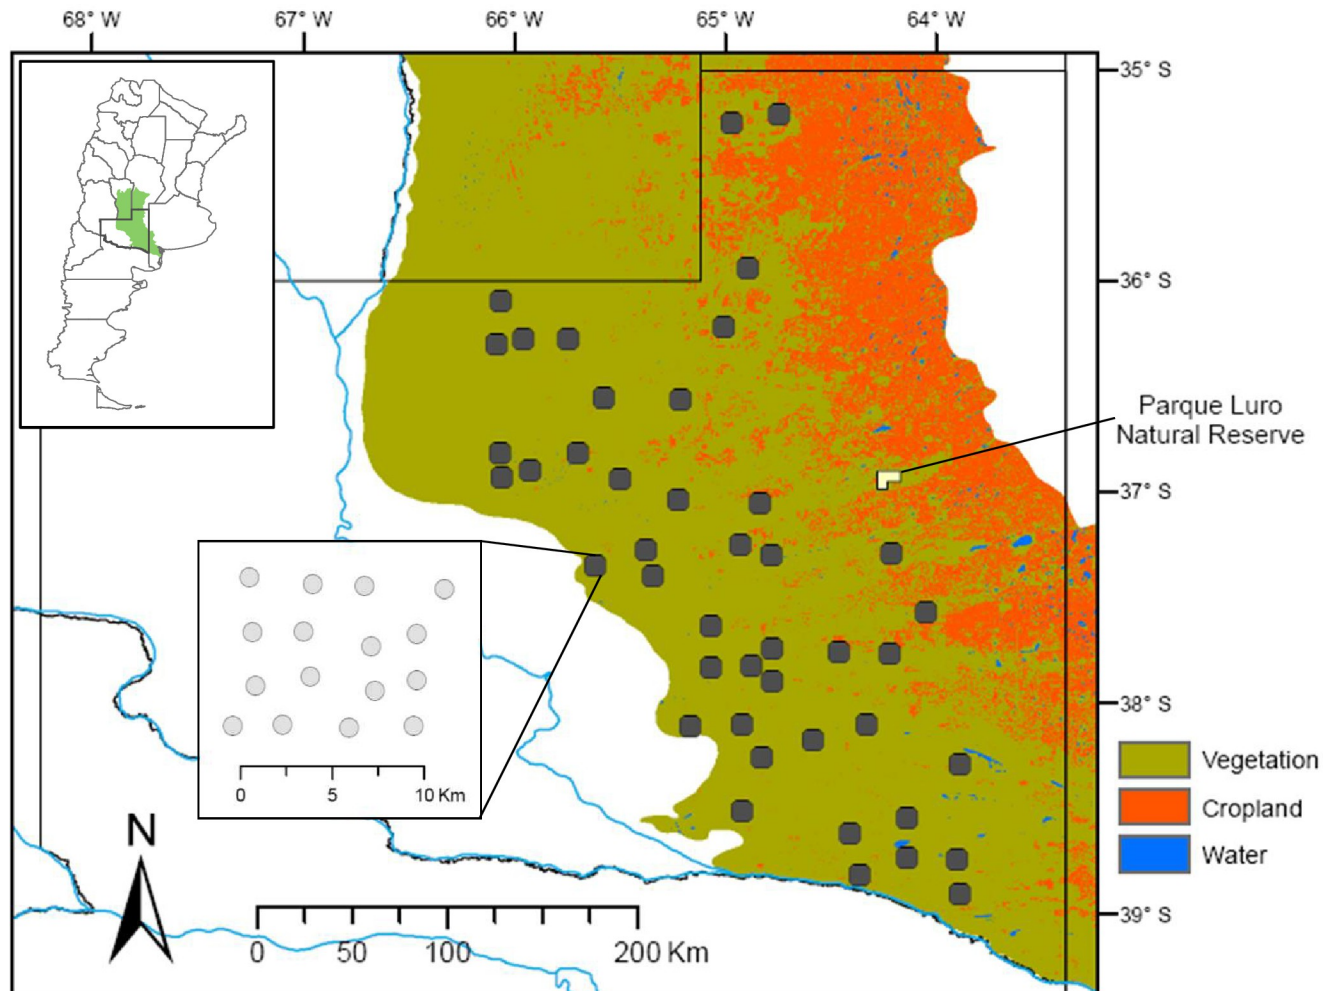 68° W
67° W
66° W
65° W
64° W
35° S
36° S
Parque Luro
Natural Reserve
37° S
38° S
0
5
10 Km
Vegetation
Cropland
Water
N
39° S
0
50
100
200 Km